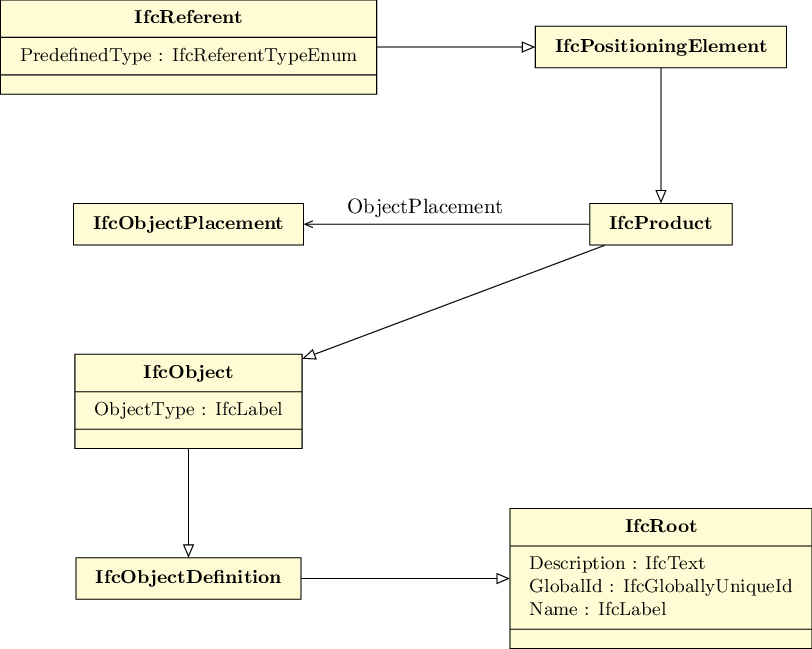 IfcReferent
PredefinedType : IfcReferentTypeEnum
IfcPositioningElement
ObjectPlacement
IfcObjectPlacement
IfcProduct
IfcObject
ObjectType : IfcLabel
IfcObjectDefinition
IfcRoot
Description : IfcText
GlobalId : IfcGloballyUniqueId
Name : IfcLabel